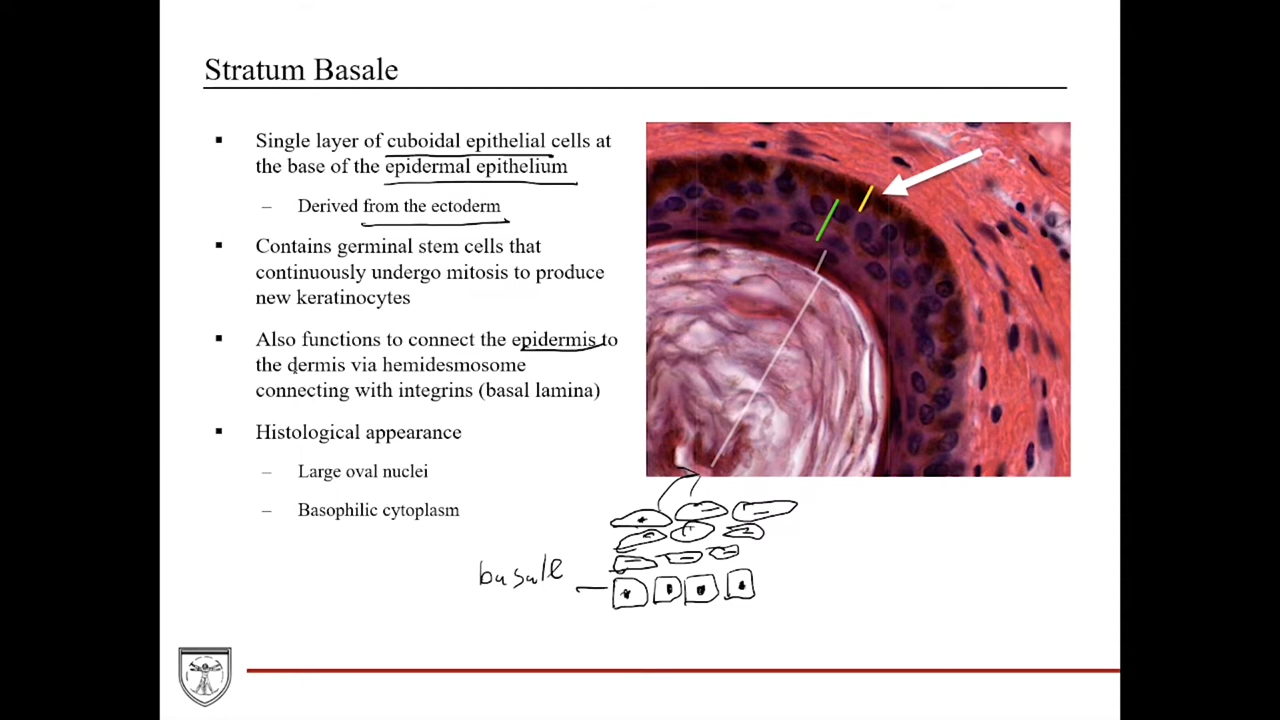 Stratum Basale
▪ Single layer of cuboidal epithelial cells at
the base of the epidermal epithelium
– Derived from the ectoderm
▪ Contains germinal stem cells that
continuously undergo mitosis to produce
new keratinocytes
▪ Also functions to connect the epidermis to
the dermis via hemidesmosome
connecting with integrins (basal lamina)
▪ Histological appearance
– Large oval nuclei
– Basophilic cytoplasm
basale